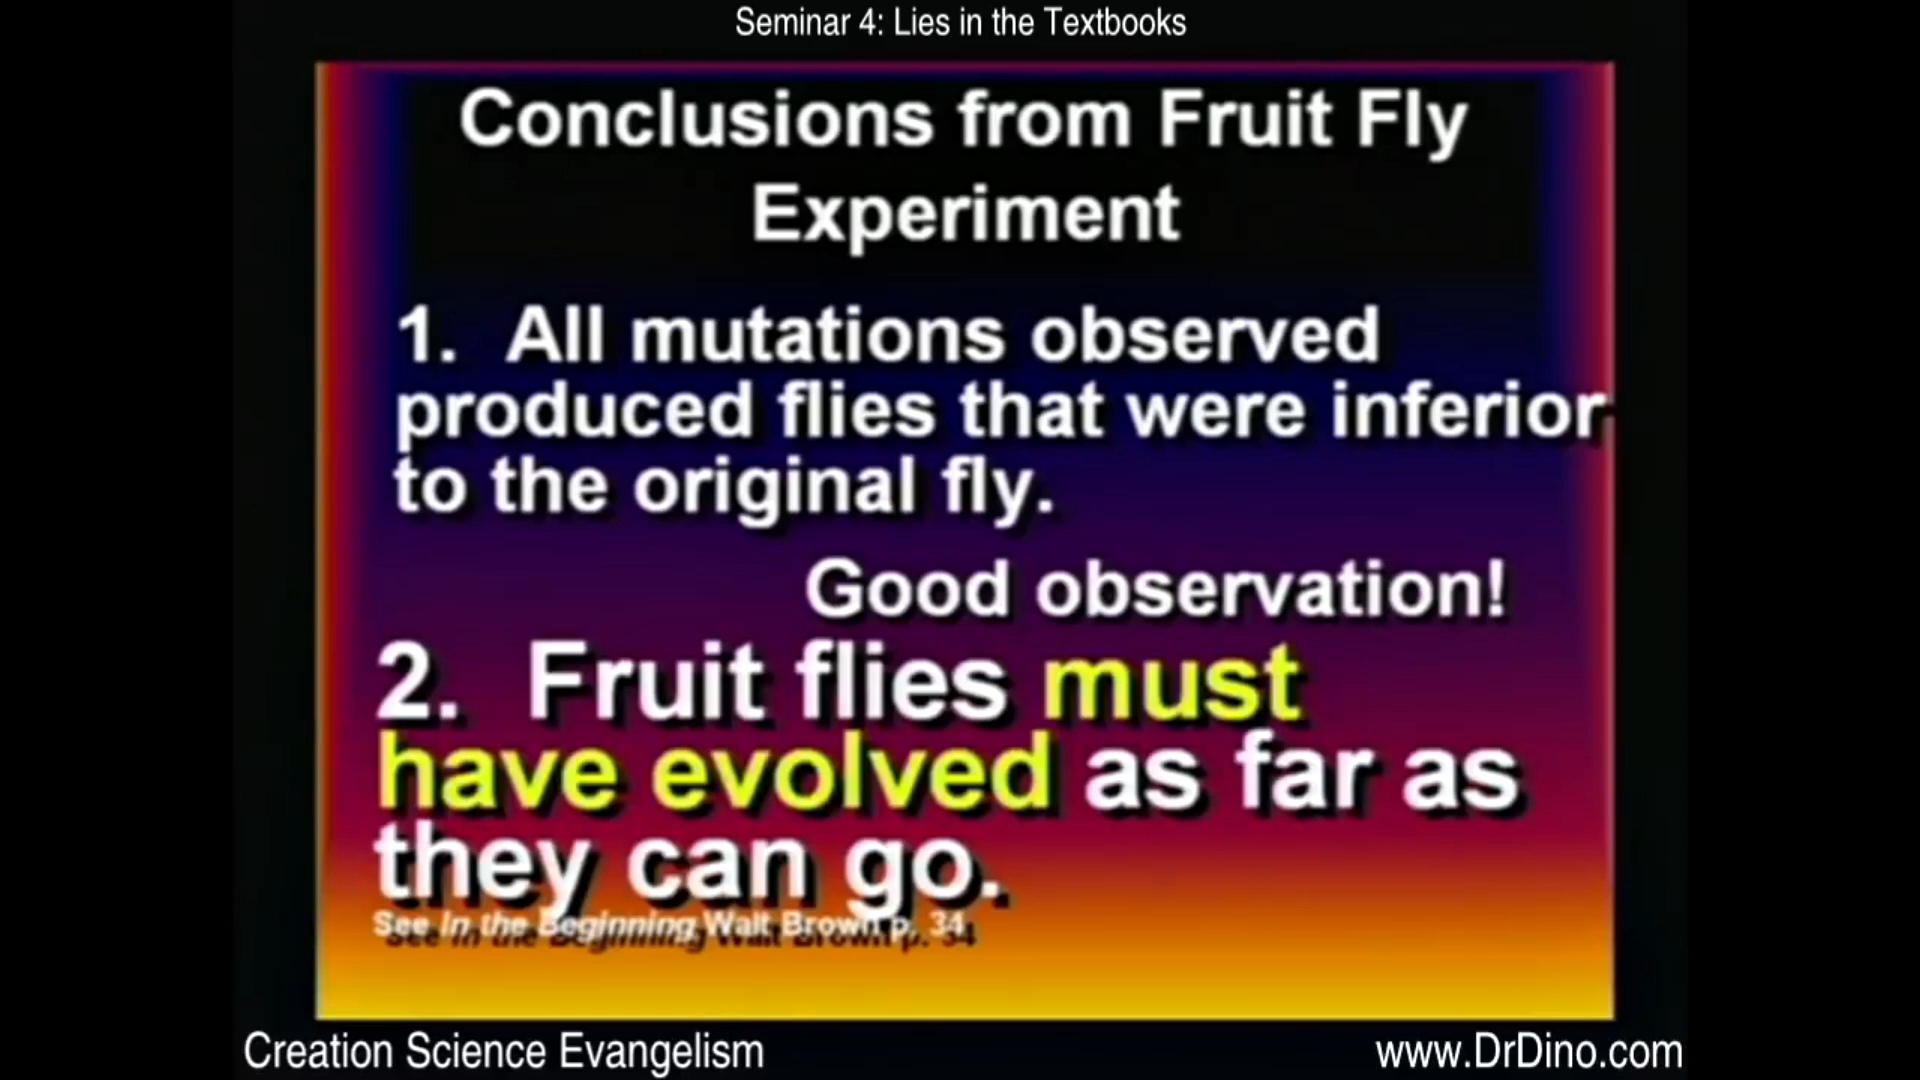 Seminar 4: Lies in the Textbooks
Conclusions from Fruit Fly
Experiment
1. All mutations observed
produced flies that were inferior
to the original fly.
Good observation!
2. Fruit flies must
have evolved as far as
they can go.
See In the Beginning Walt Brown p. 34
Creation Science Evangelism
www.DrDino.com